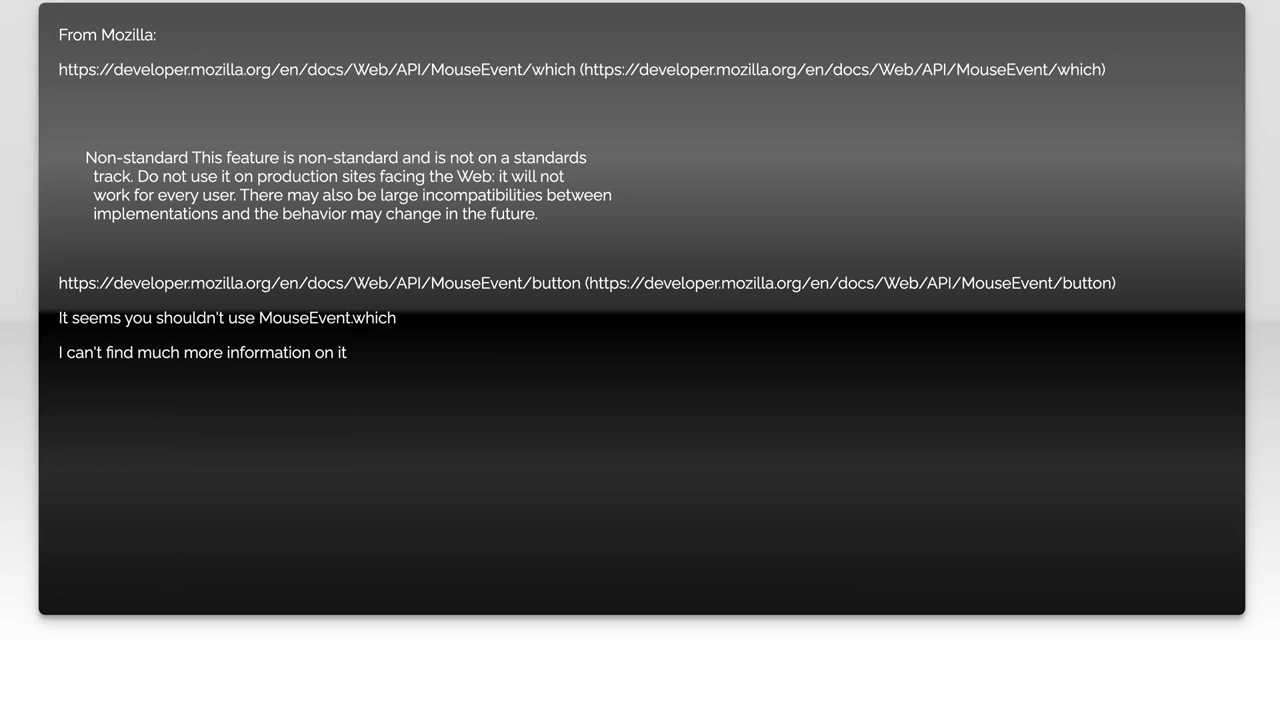 From Mozilla:
https://developer.mozilla.org/en/docs/Web/API/MouseEvent/which (https://developer.mozilla.org/en/docs/Web/API/MouseEvent/which)
Non-standard This feature is non-standard and is not on a standards
track. Do not use it on production sites facing the Web: it will not
work for every user. There may also be large incompatibilities between
implementations and the behavior may change in the future.
https://developer.mozilla.org/en/docs/Web/API/MouseEvent/button (https://developer.mozilla.org/en/docs/Web/API/MouseEvent/button)
It seems you shouldn't use MouseEvent.which
I can't find much more information on it